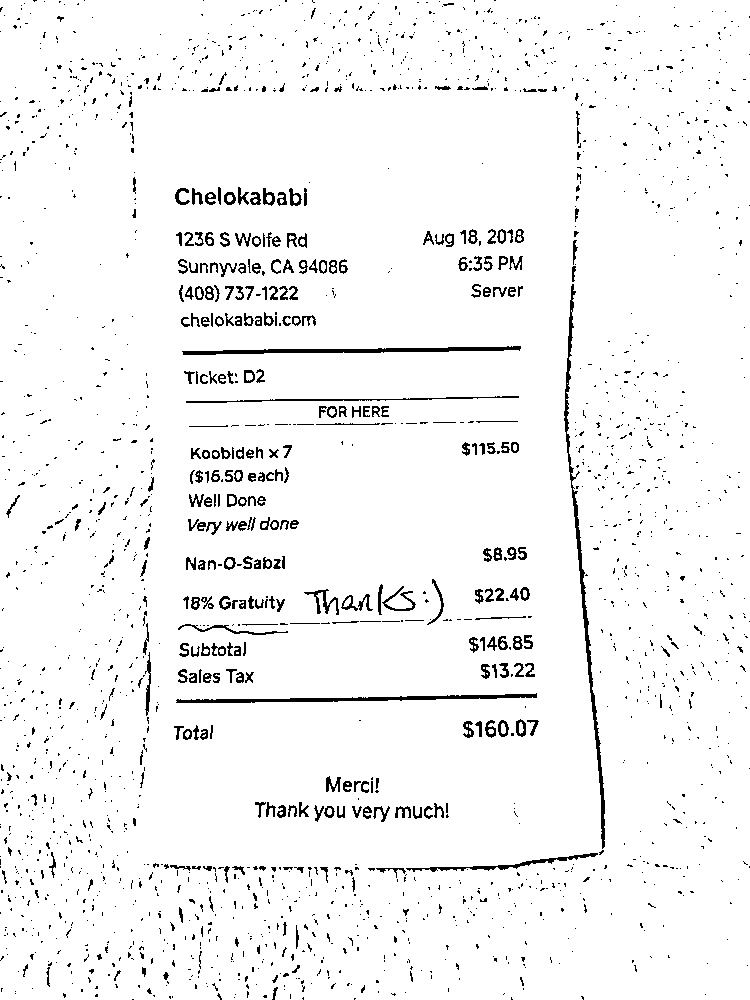 Chelokababi
1236 S Wolfe Rd Aug 18, 2018
Sunnyvale, CA 94086 6:35 PM
(408) 737-1222 Server
chelokababi.com
Ticket: D2
FOR HERE
Koobideh x 7 $115.50
($16.50 each)
Well Done
Very well done
Nan-O-Sabzi $8.95
18% Gratuity Thanks:) $22.40
Subtotal $146.85
Sales Tax $13.22
Total $160.07
Merci!
Thank you very much!